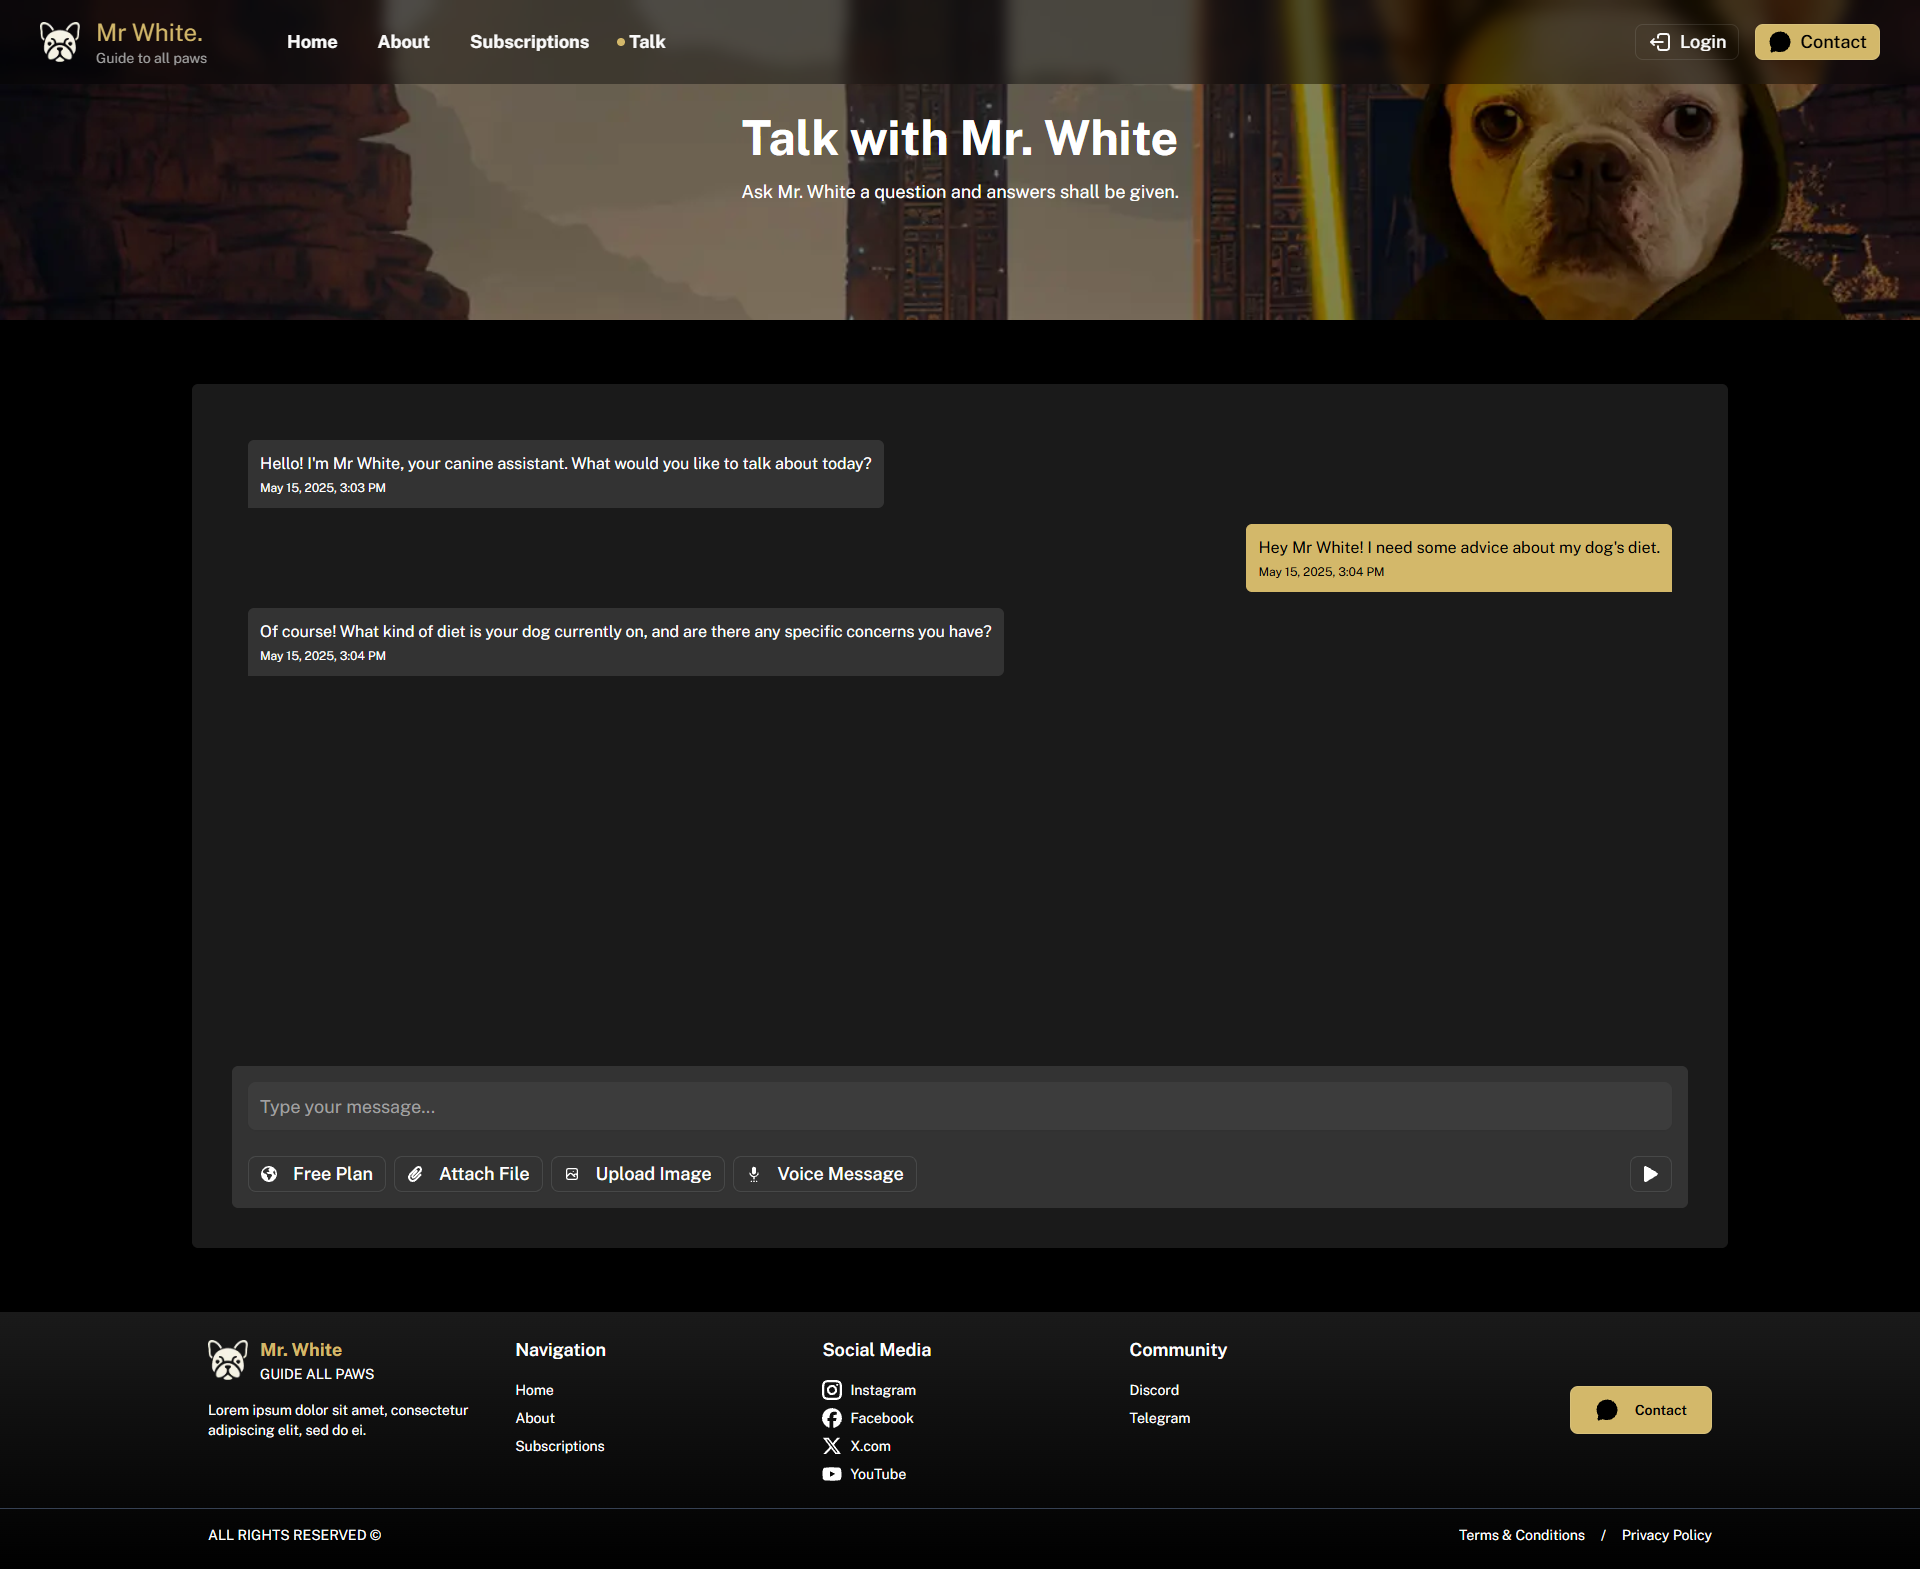 Mr White.
Guide to all paws
Home
About
Subscriptions
Talk
Login
Contact
Talk with Mr. White
Ask Mr. White a question and answers shall be given.
Hello! I'm Mr White, your canine assistant. What would you like to talk about today?
May 15, 2025, 3:03 PM
Hey Mr White! I need some advice about my dog's diet.
May 15, 2025, 3:04 PM
Of course! What kind of diet is your dog currently on, and are there any specific concerns you have?
May 15, 2025, 3:04 PM
Type your message...
Free Plan
Attach File
Upload Image
Voice Message
Mr. White
GUIDE ALL PAWS
Lorem ipsum dolor sit amet, consectetur
adipiscing elit, sed do ei.
Navigation
Home
About
Subscriptions
Social Media
Instagram
Facebook
X.com
YouTube
Community
Discord
Telegram
Contact
ALL RIGHTS RESERVED ©
Terms & Conditions / Privacy Policy